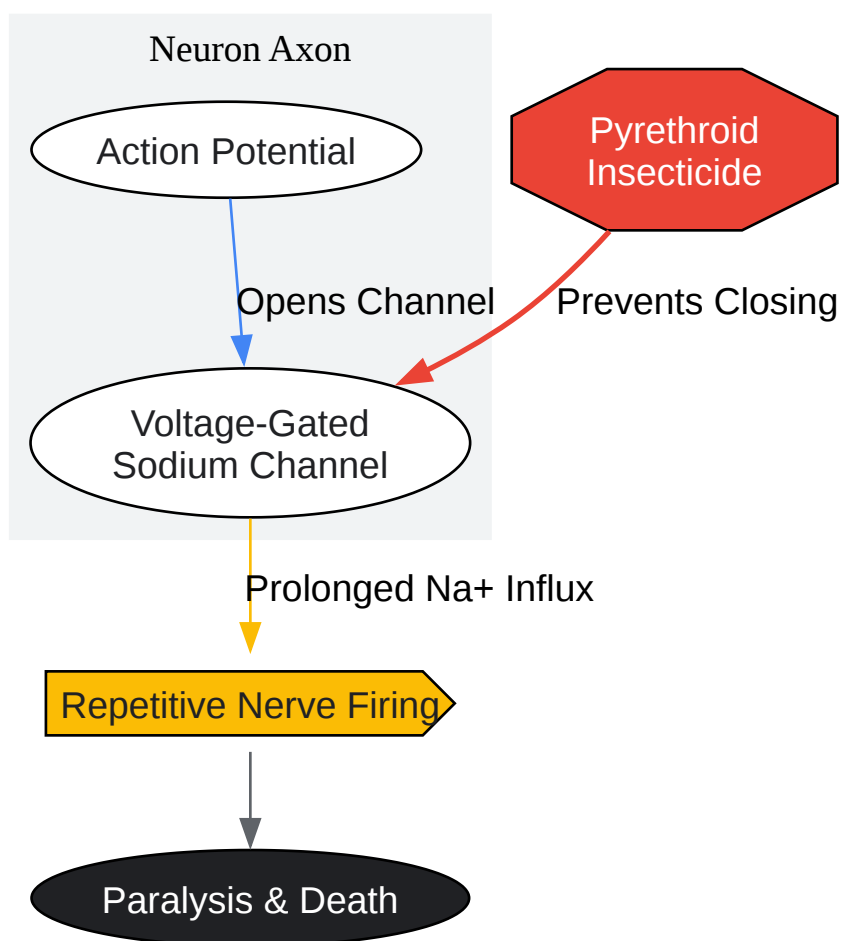 Neuron Axon
Action Potential
Pyrethroid
Insecticide
Opens Channel
Prevents Closing
Voltage-Gated
Sodium Channel
Prolonged Na+ Influx
Repetitive Nerve Firing
Paralysis & Death